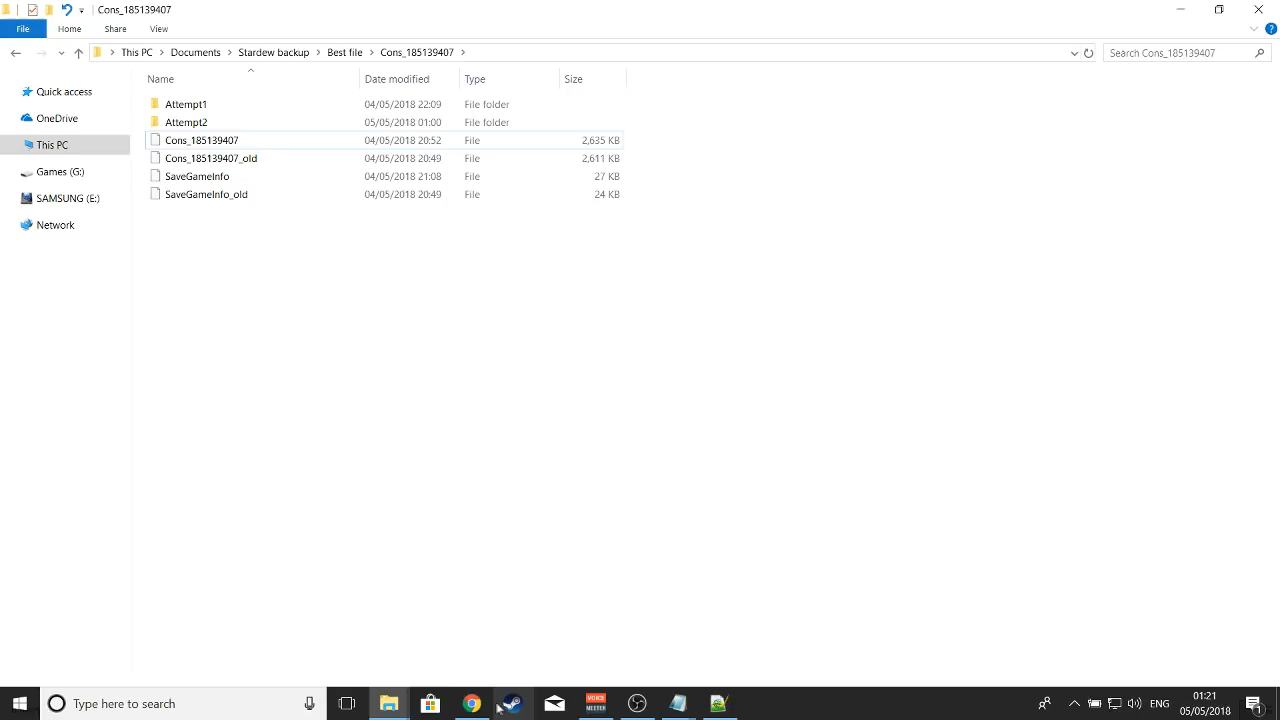 Cons_185139407
File Home Share View
This PC Documents Stardew backup Best file Cons_185139407
Search Cons_185139407
Name Date modified Type Size
Quick access
OneDrive
This PC
Games (G:)
SAMSUNG (E:)
Network
Attempt1 04/05/2018 22:09 File folder
Attempt2 05/05/2018 01:00 File folder
Cons_185139407 04/05/2018 20:52 File 2,635 KB
Cons_185139407_old 04/05/2018 20:49 File 2,611 KB
SaveGameInfo 04/05/2018 21:08 File 27 KB
SaveGameInfo_old 04/05/2018 20:49 File 24 KB
Type here to search
VOICE
MEETER
ENG
01:21
05/05/2018
1